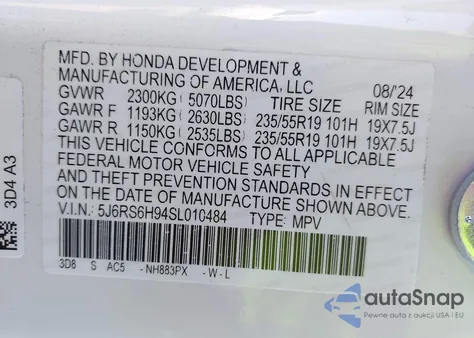 MFD. BY HONDA DEVELOPMENT &
MANUFACTURING OF AMERICA, LLC 08/'24
GVWR 2300KG ( 5070LBS) TIRE SIZE RIM SIZE
GAWR F 1193KG ( 2630LBS) 235/55R19 101H 19X7.5J
GAWR R 1150KG ( 2535LBS) 235/55R19 101H 19X7.5J
THIS VEHICLE CONFORMS TO ALL APPLICABLE
FEDERAL MOTOR VEHICLE SAFETY
AND THEFT PREVENTION STANDARDS IN EFFECT
ON THE DATE OF MANUFACTURE SHOWN ABOVE.
V.I.N.: 5J6RS6H94SL010484 TYPE: MPV
3D8 S AC5 - NH883PX -W-L
3D4 A3
autoSnap
Pewne auta z USA i EU